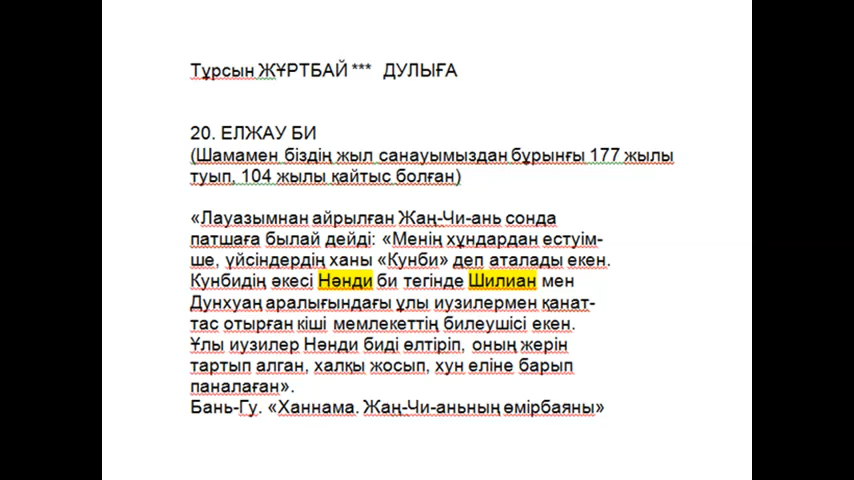 Тұрсын ЖҰРТБАЙ *** ДУЛЫҒА
20. ЕЛЖАУ БИ
(Шамамен біздің жыл санауымыздан бұрынғы 177 жылы
туып, 104 жылы қайтыс болған)
«Лауазымнан айрылған Жаң-Чи-ань сонда
патшаға былай дейді: «Менің хұндардан естуім-
ше, үйсіндердің ханы «Кунби» деп аталады екен.
Кунбидің әкесі Нәнди би тегінде Шилиан мен
Дунхуаң аралығындағы ұлы иузилермен қанат-
тас отырған кіші мемлекеттің билеушісі екен.
Ұлы иузилер Нәнди биді өлтіріп, оның жерін
тартып алған, халқы жосып, хун еліне барып
паналаған».
Бань-Гу. «Ханнама. Жаң-Чи-аньның өмірбаяны»